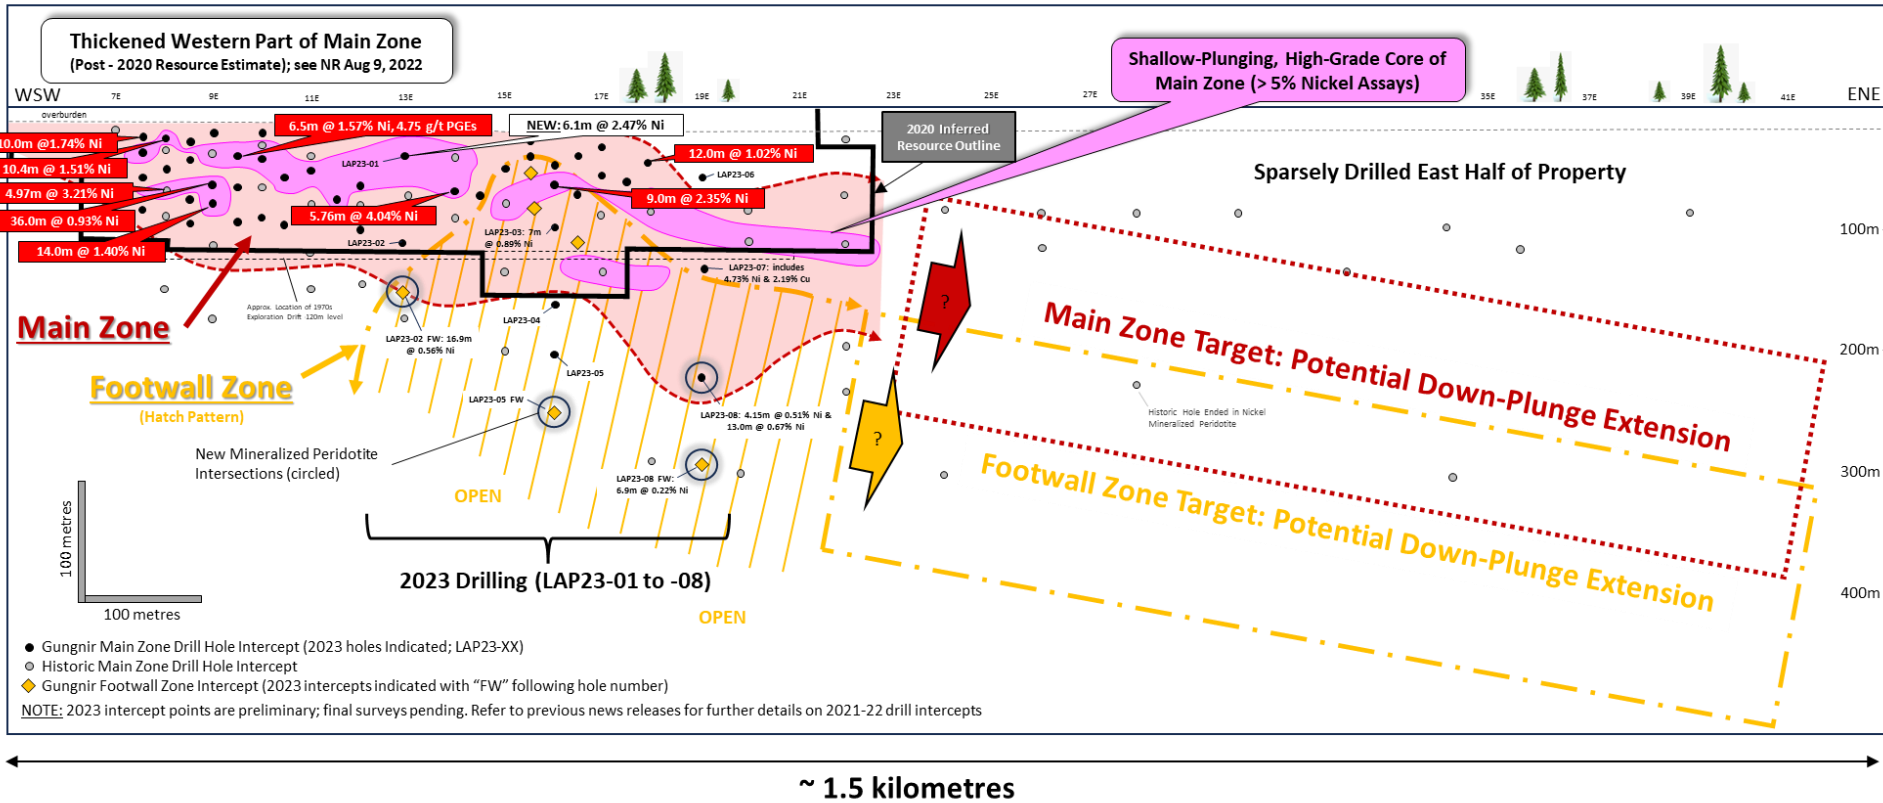 Thickened Western Part of Main Zone
(Post - 2020 Resource Estimate); see NR Aug 9, 2022
Shallow-Plunging, High-Grade Core of
Main Zone (> 5% Nickel Assays)
WSW
7E
9E
11E
13E
15E
17E
19E
21E
23E
25E
27E
35E
37E
39E
41E
ENE
overburden
6.5m @ 1.57% Ni, 4.75 g/t PGEs
NEW: 6.1m @ 2.47% Ni
2020 Inferred
Resource Outline
10.0m @1.74% Ni
12.0m @ 1.02% Ni
LAP23-01
10.4m @ 1.51% Ni
LAP23-06
Sparsely Drilled East Half of Property
4.97m @ 3.21% Ni
9.0m @ 2.35% Ni
36.0m @ 0.93% Ni
5.76m @ 4.04% Ni
100m
LAP23-03: 7m
@ 0.89% Ni
LAP23-02
14.0m @ 1.40% Ni
LAP23-07: includes
4.73% Ni & 2.19% Cu
Approx. Location of 1970s
Exploration Drift 120m level
?
Main Zone
LAP23-04
Main Zone Target: Potential Down-Plunge Extension
LAP23-02 FW: 16.9m
@ 0.56% Ni
200m
LAP23-05
Footwall Zone
(Hatch Pattern)
LAP23-05 FW
LAP23-08: 4.15m @ 0.51% Ni &
13.0m @ 0.67% Ni
Historic Hole Ended in Nickel
Mineralized Peridotite
?
New Mineralized Peridotite
Intersections (circled)
Footwall Zone Target: Potential Down-Plunge Extension
300m
LAP23-08 FW:
6.9m @ 0.22% Ni
OPEN
100 metres
100 metres
2023 Drilling (LAP23-01 to -08)
400m
OPEN
Gungnir Main Zone Drill Hole Intercept (2023 holes Indicated; LAP23-XX)
Historic Main Zone Drill Hole Intercept
Gungnir Footwall Zone Intercept (2023 intercepts indicated with “FW” following hole number)
NOTE: 2023 intercept points are preliminary; final surveys pending. Refer to previous news releases for further details on 2021-22 drill intercepts
~ 1.5 kilometres